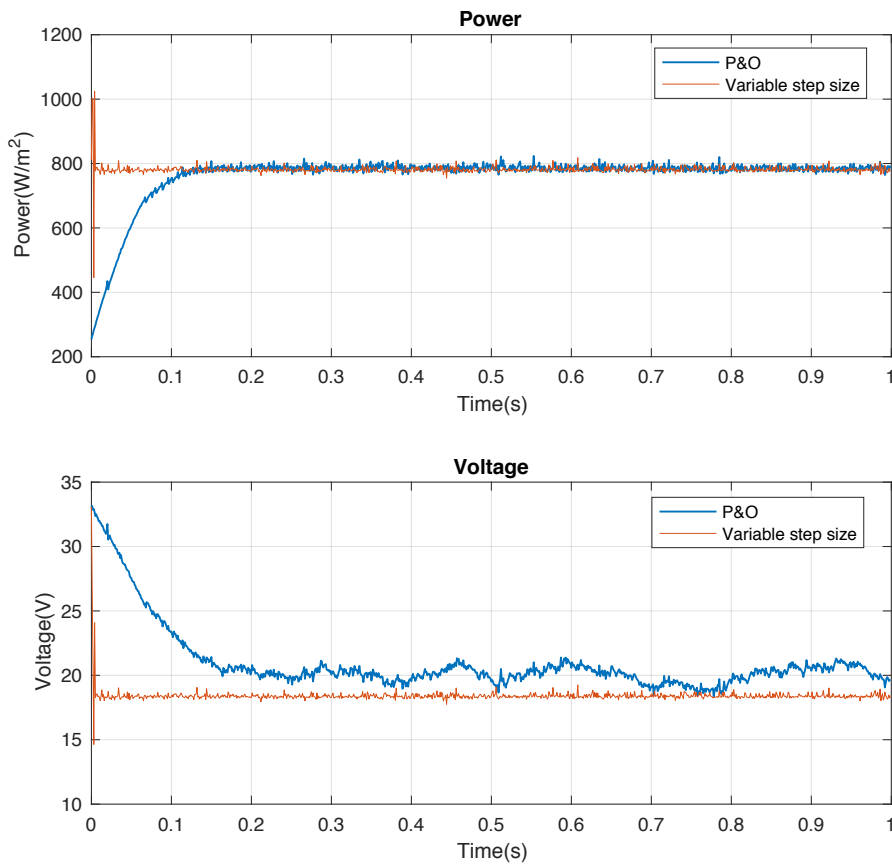 Power
1200
1000
800
600
400
200
Power(W/m²)
P&O
Variable step size
0 0.1 0.2 0.3 0.4 0.5 0.6 0.7 0.8 0.9 1
Time(s)
Voltage
35
30
25
20
15
10
Voltage(V)
P&O
Variable step size
0 0.1 0.2 0.3 0.4 0.5 0.6 0.7 0.8 0.9 1
Time(s)